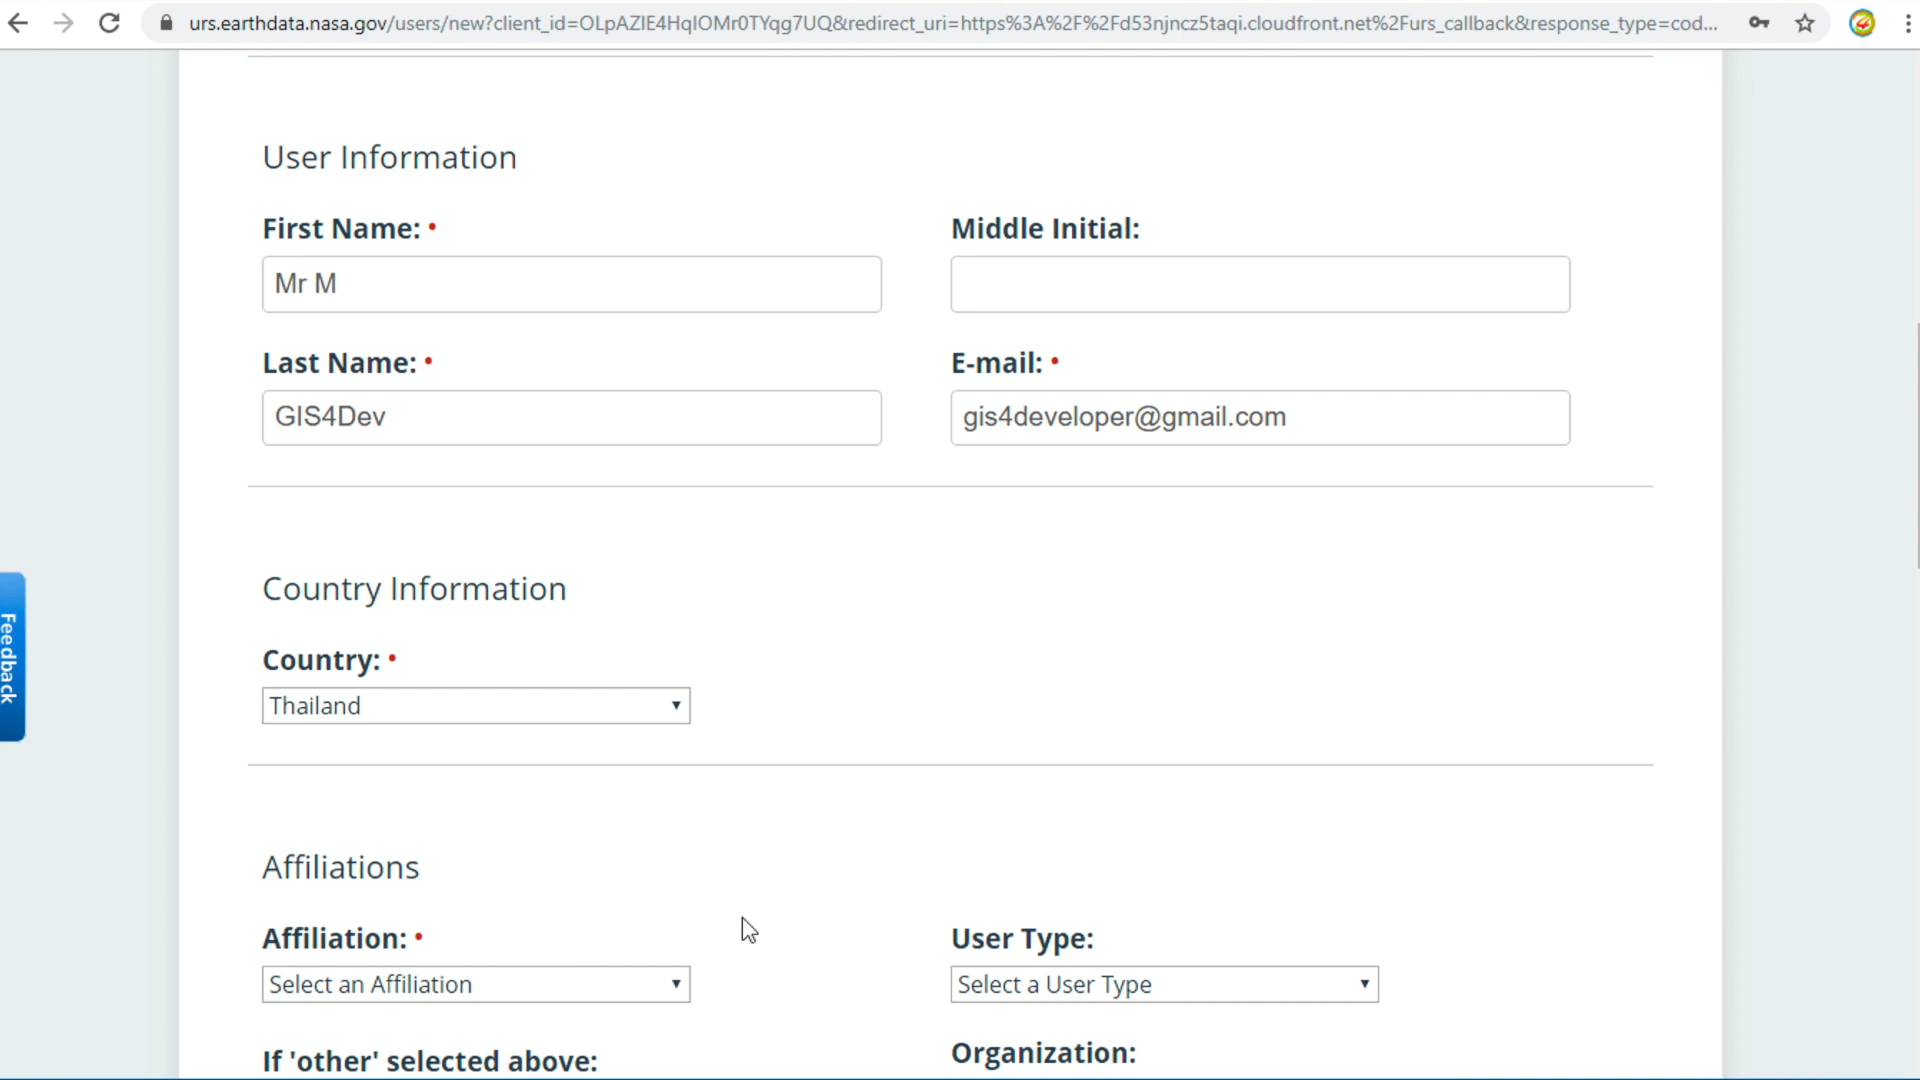 urs.earthdata.nasa.gov/users/new?client_id=OLpAZlE4HqIOMr0TYqg7UQ&redirect_uri=https%3A%2F%2Fd53njncz5taqi.cloudfront.net%2Furs_callback&response_type=cod...
User Information
First Name: •
Middle Initial:
Mr M
Last Name: •
E-mail: •
GIS4Dev
gis4developer@gmail.com
Country Information
Country: •
Thailand
Feedback
Affiliations
Affiliation: •
User Type:
Select an Affiliation
Select a User Type
If 'other' selected above:
Organization: